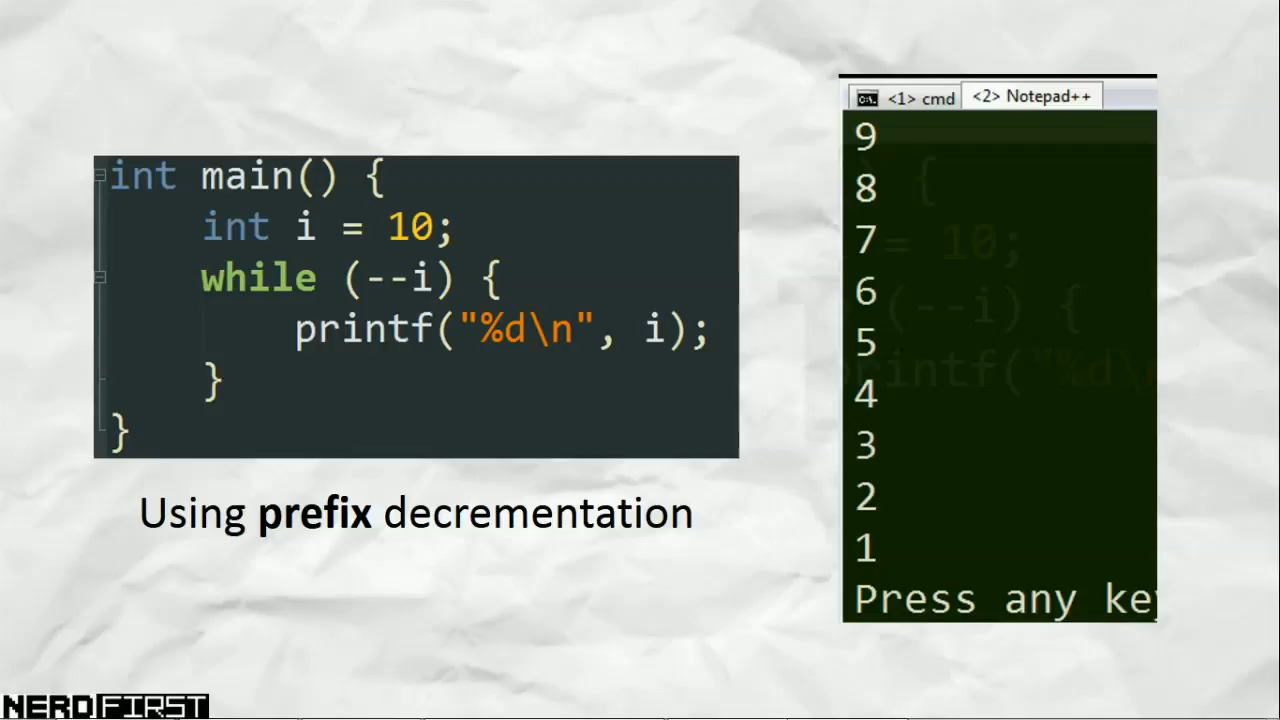 int main() {
int i = 10;
while (--i) {
printf("%d\n", i);
}
}
Using prefix decrementation
<1> cmd <2> Notepad++
9
8
7
6
5
4
3
2
1
Press any key
NERDFIRST